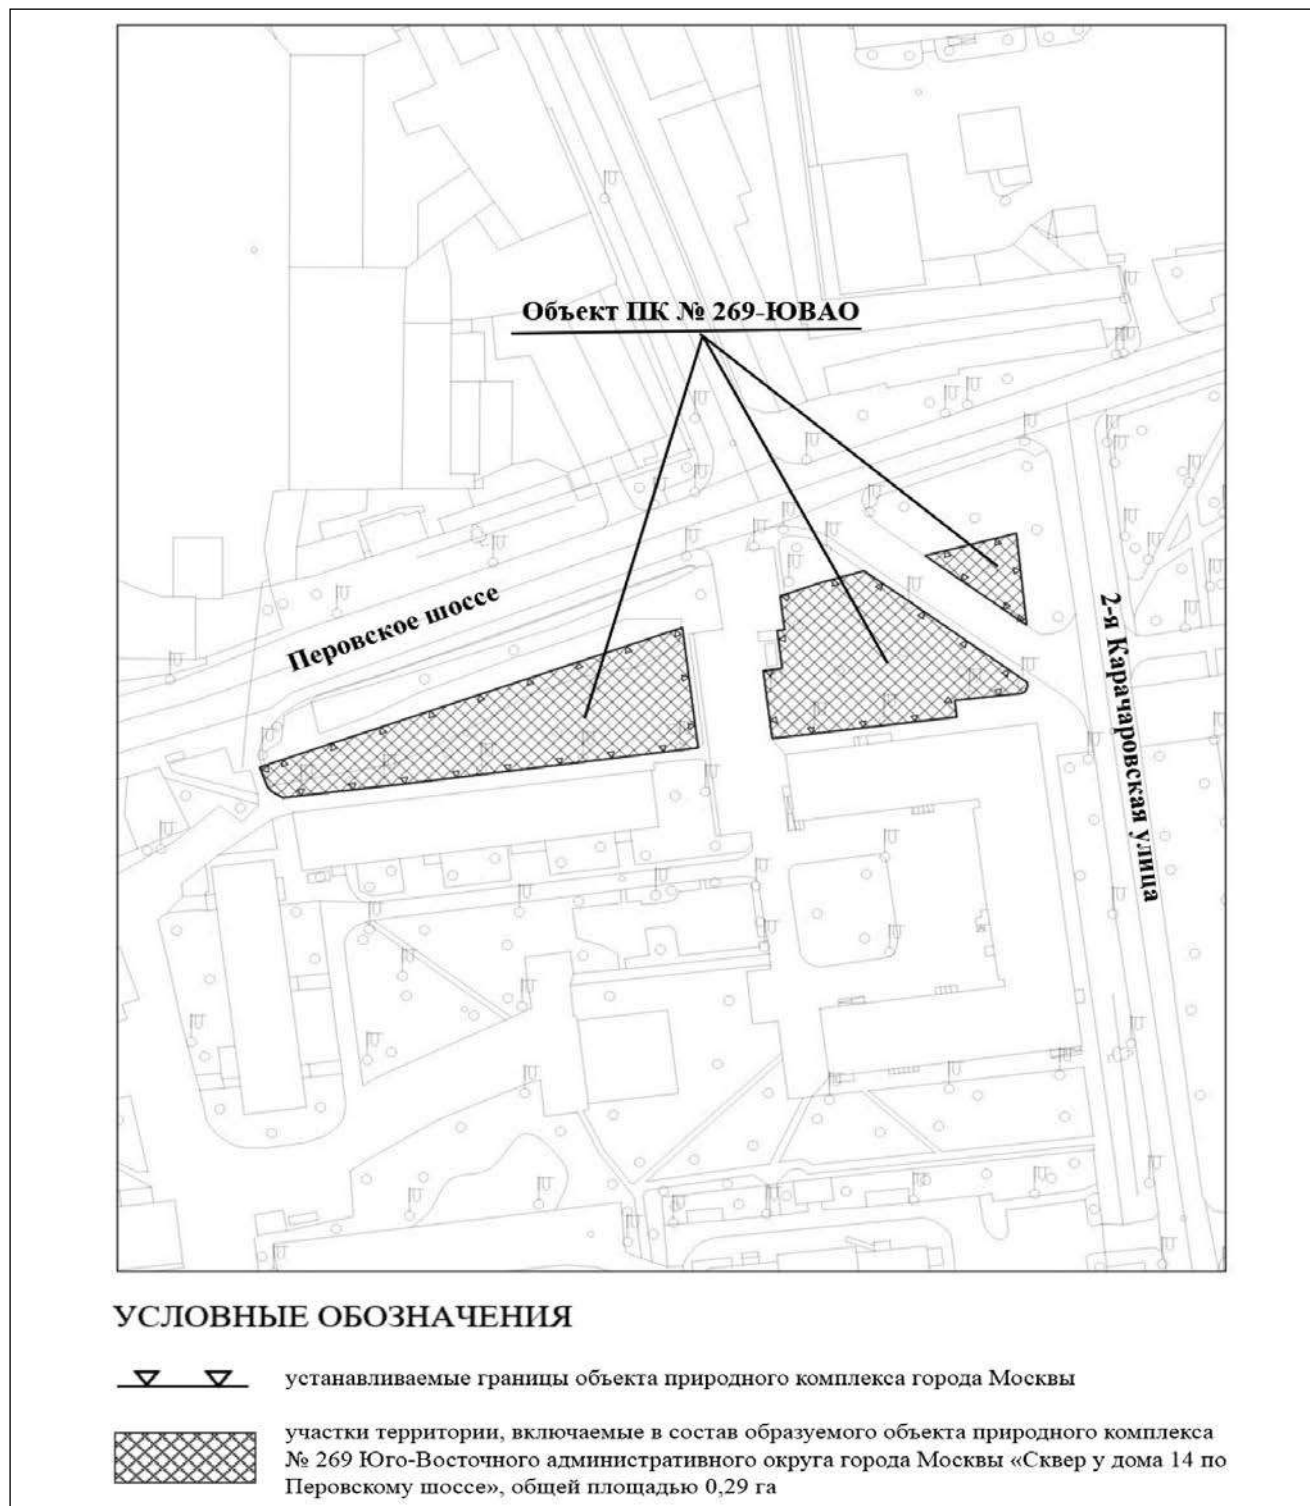 Объект ПК № 269-ЮВАО
Перовское шоссе
2-я Карачаровская улица
УСЛОВНЫЕ ОБОЗНАЧЕНИЯ
устанавливаемые границы объекта природного комплекса города Москвы
участки территории, включаемые в состав образуемого объекта природного комплекса
№ 269 Юго-Восточного административного округа города Москвы «Сквер у дома 14 по
Перовскому шоссе», общей площадью 0,29 га